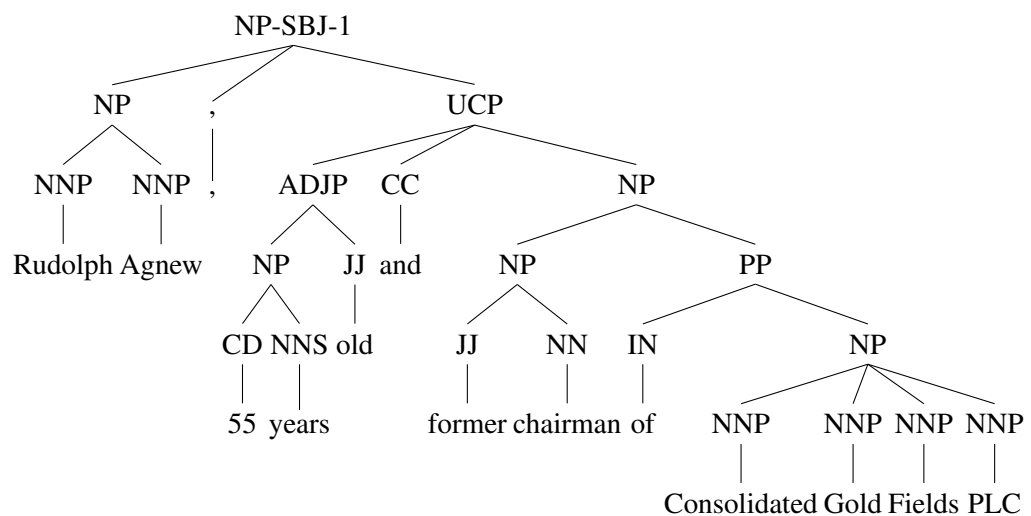 NP-SBJ-1
NP , UCP
NNP NNP , ADJP CC NP
Rudolph Agnew NP JJ and NP PP
CD NNS old JJ NN IN NP
55 years former chairman of NNP NNP NNP NNP
Consolidated Gold Fields PLC